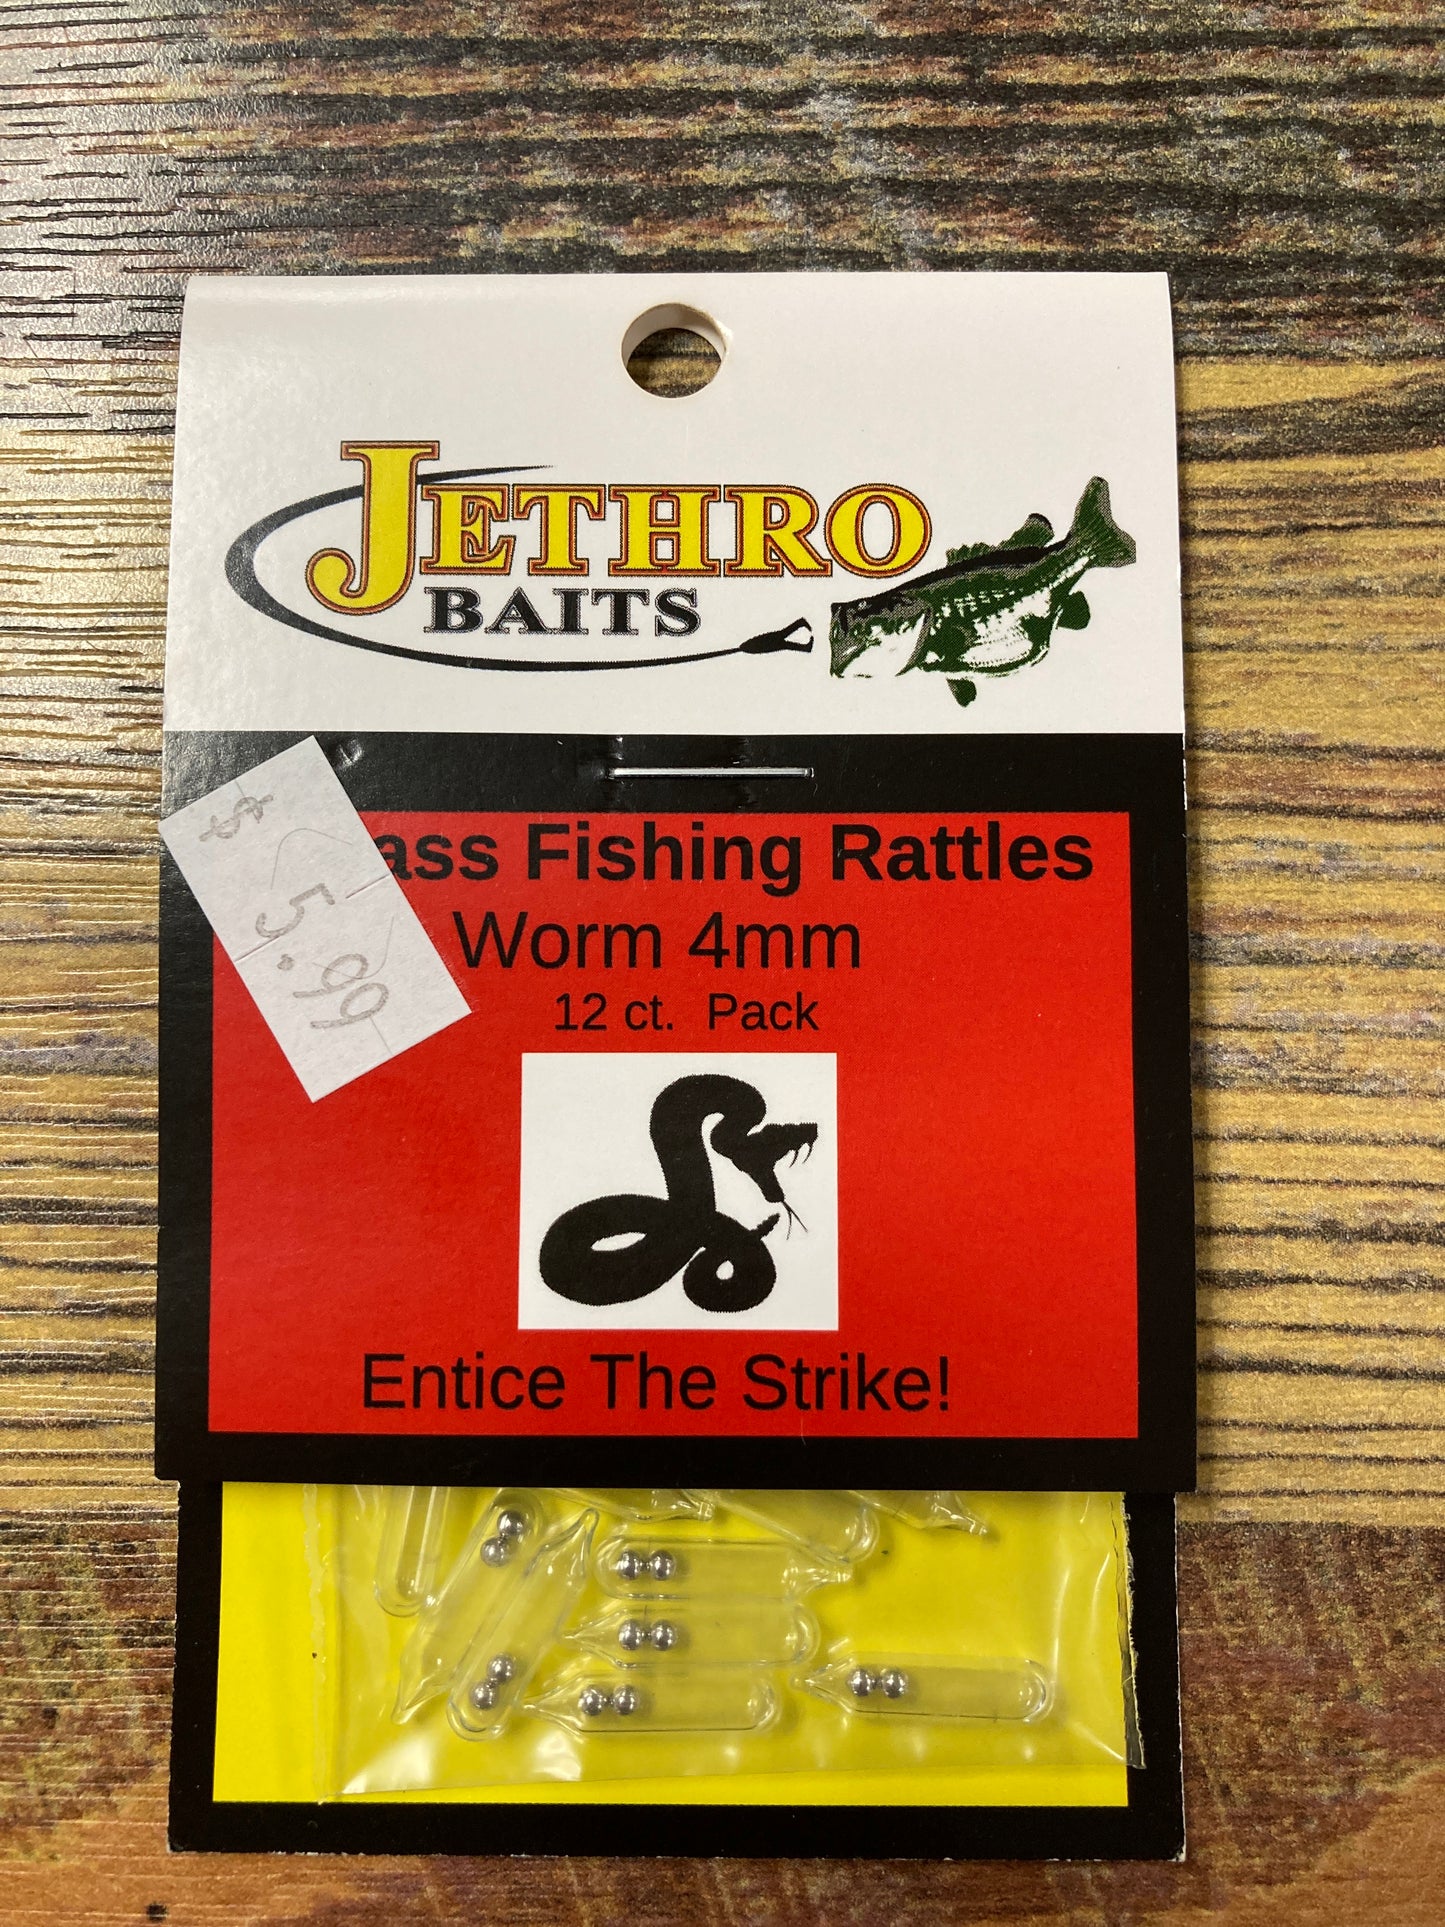 JETHRO
BAITS
$ 5.99
ass Fishing Rattles
Worm 4mm
12 ct. Pack
Entice The Strike!